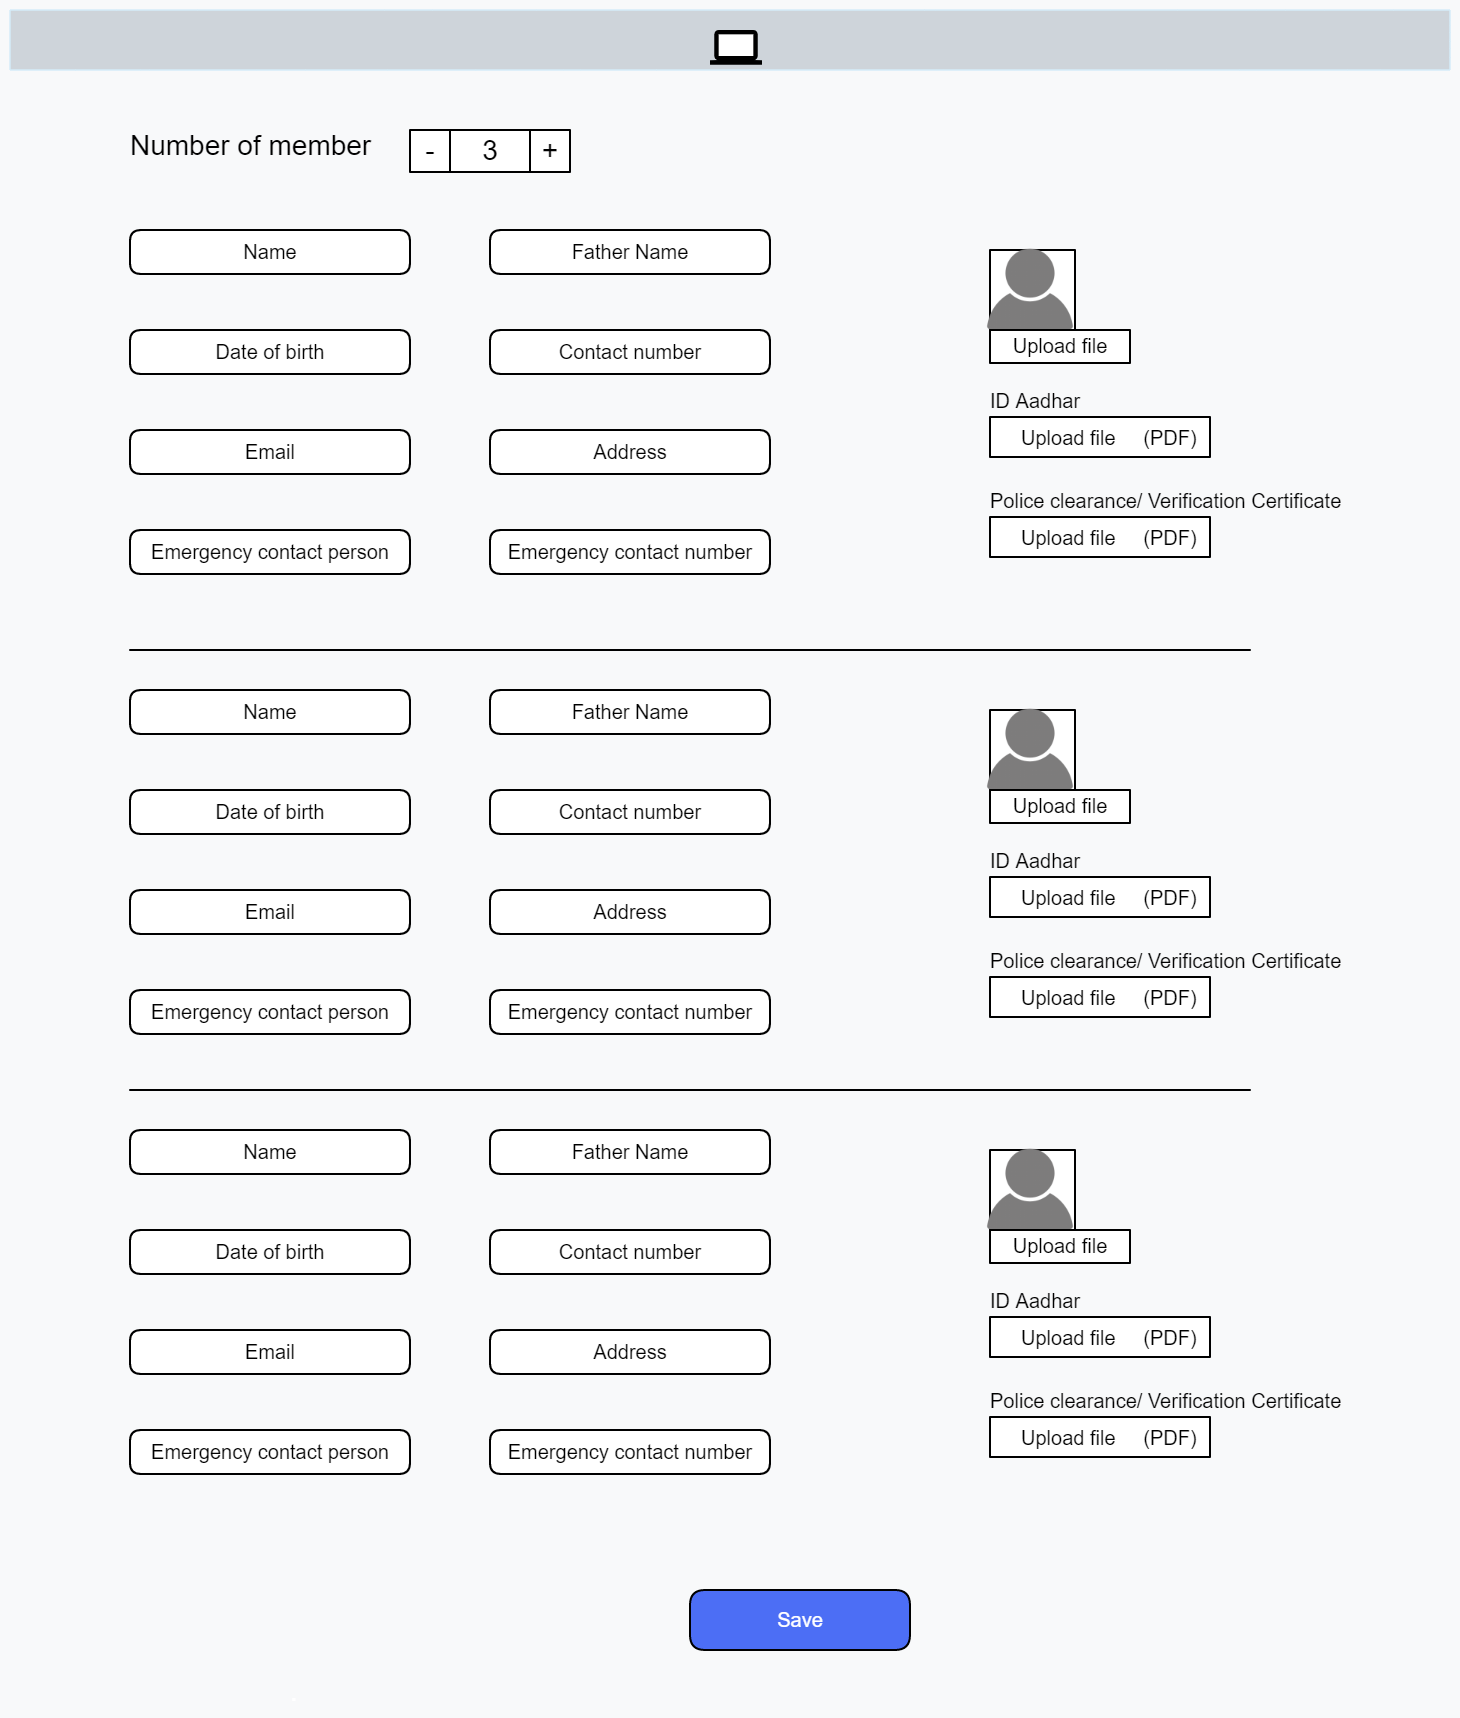 Number of member
- 3 +
Name
Father Name
Date of birth
Contact number
Upload file
ID Aadhar
Email
Address
Upload file (PDF)
Police clearance/ Verification Certificate
Emergency contact person
Emergency contact number
Upload file (PDF)
Name
Father Name
Date of birth
Contact number
Upload file
ID Aadhar
Email
Address
Upload file (PDF)
Police clearance/ Verification Certificate
Emergency contact person
Emergency contact number
Upload file (PDF)
Name
Father Name
Date of birth
Contact number
Upload file
ID Aadhar
Email
Address
Upload file (PDF)
Police clearance/ Verification Certificate
Emergency contact person
Emergency contact number
Upload file (PDF)
Save